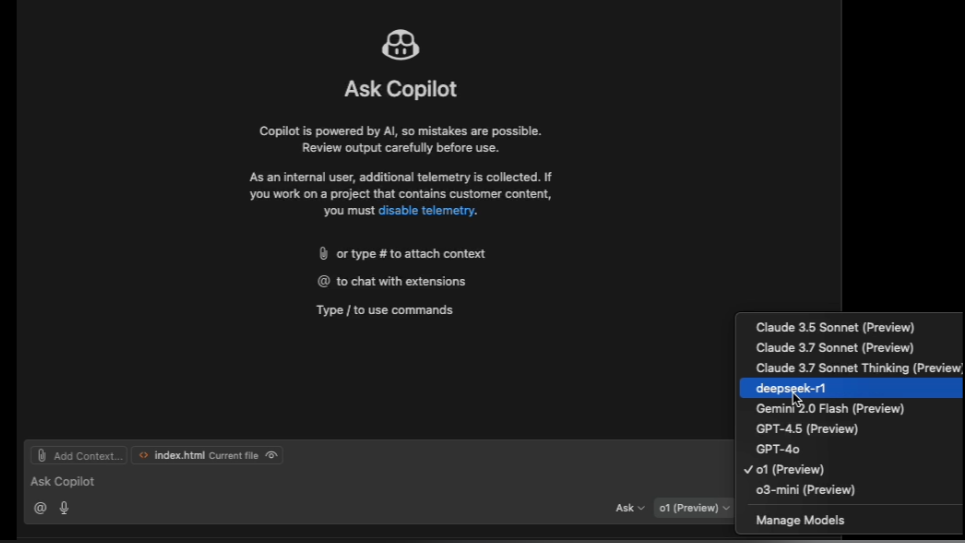 Ask Copilot
Copilot is powered by AI, so mistakes are possible.
Review output carefully before use.
As an internal user, additional telemetry is collected. If
you work on a project that contains customer content,
you must disable telemetry.
or type # to attach context
@ to chat with extensions
Type / to use commands
Claude 3.5 Sonnet (Preview)
Claude 3.7 Sonnet (Preview)
Claude 3.7 Sonnet Thinking (Preview)
deepseek-r1
Gemini 2.0 Flash (Preview)
GPT-4.5 (Preview)
GPT-4o
✓ o1 (Preview)
o3-mini (Preview)
Manage Models
Add Context...
<> index.html Current file
Ask Copilot
@
Ask
o1 (Preview)